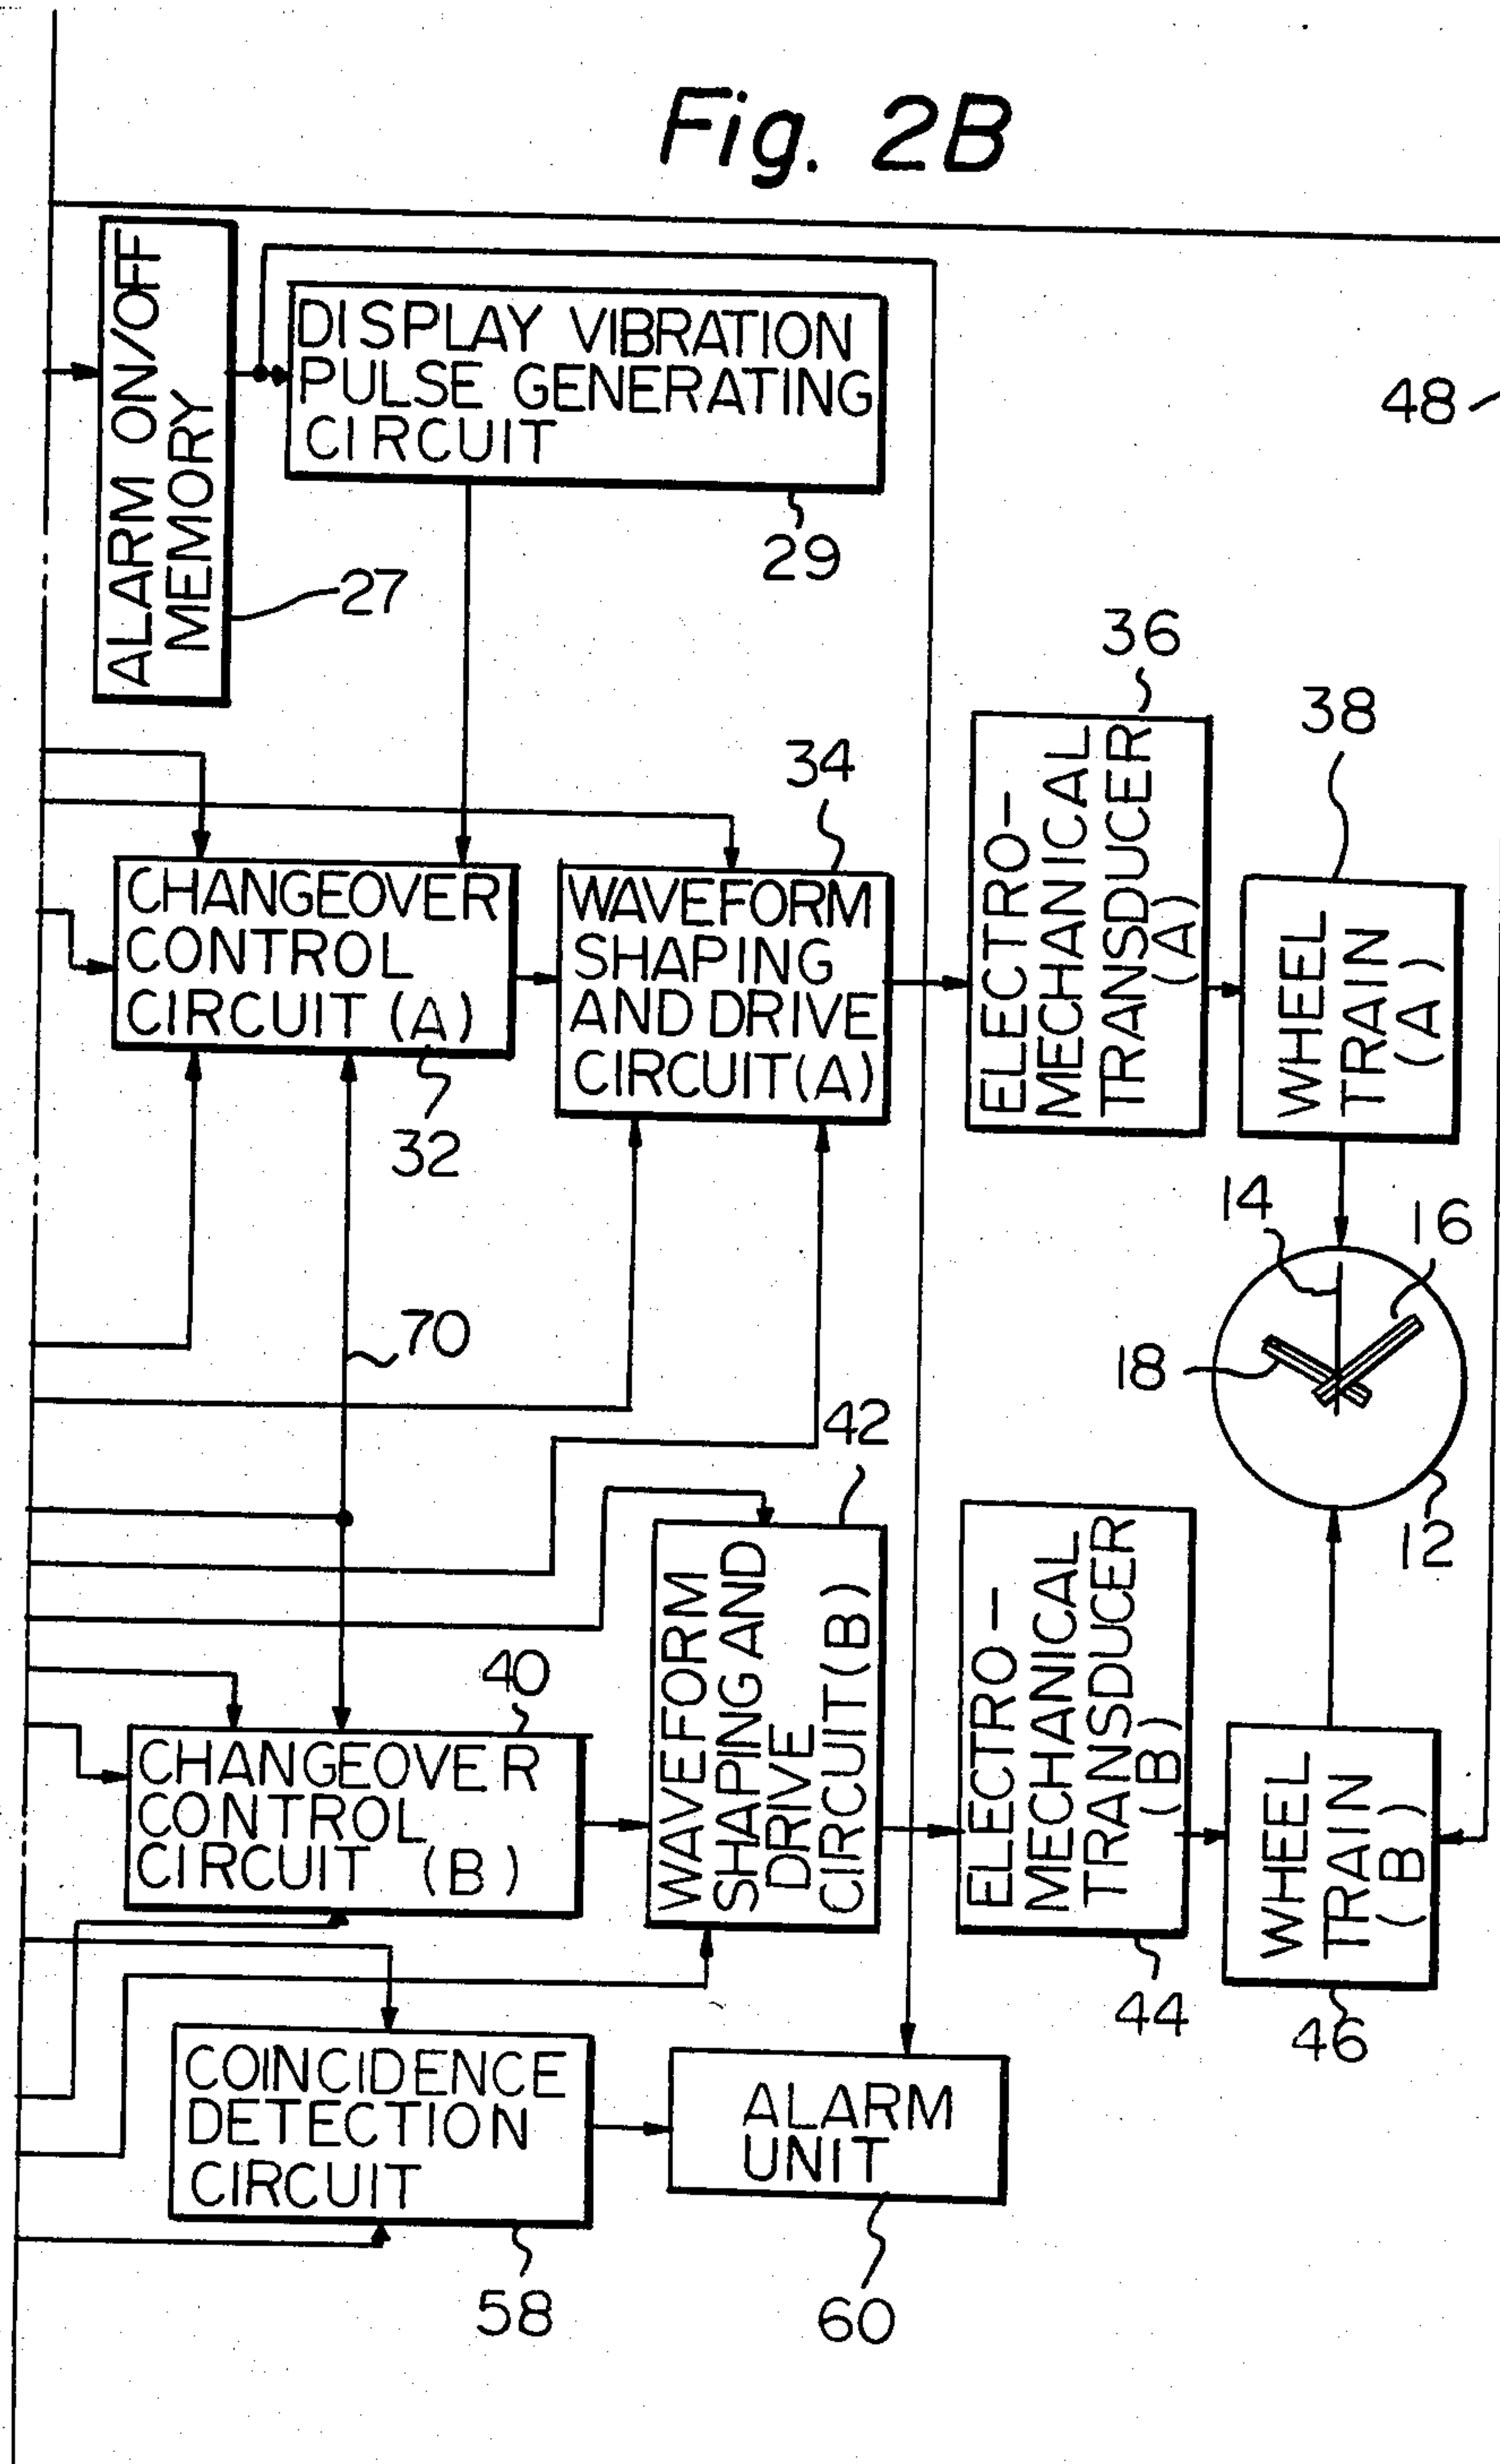 Fig. 2B
ALARM ON/OFF
MEMORY
27
DISPLAY VIBRATION
PULSE GENERATING
CIRCUIT
29
48
36
38
34
CHANGEOVER
CONTROL
CIRCUIT (A)
32
WAVEFORM
SHAPING
AND DRIVE
CIRCUIT(A)
ELECTRO-
MECHANICAL
TRANSDUCER
(A)
WHEEL
TRAIN
(A)
14
16
18
12
70
42
40
CHANGEOVER
CONTROL
CIRCUIT (B)
WAVEFORM
SHAPING AND
DRIVE
CIRCUIT(B)
ELECTRO-
MECHANICAL
TRANSDUCER
(B)
44
WHEEL
TRAIN
(B)
46
COINCIDENCE
DETECTION
CIRCUIT
58
ALARM
UNIT
60